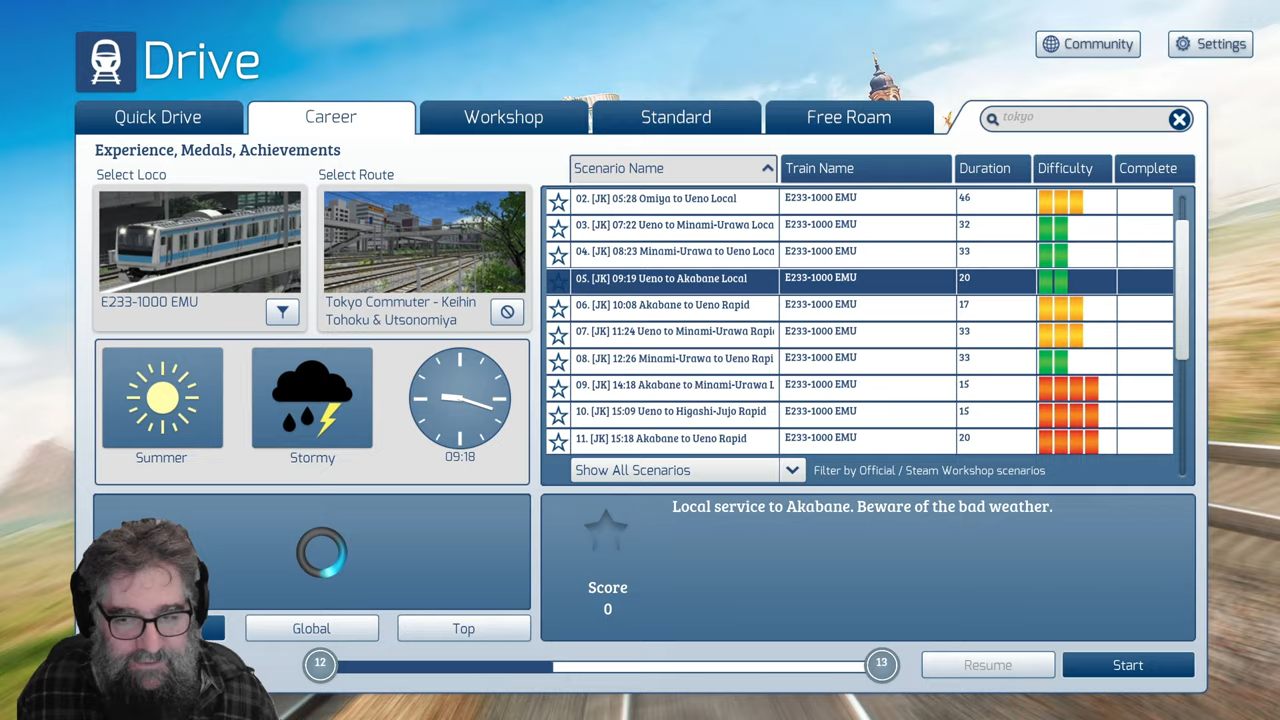 Drive
Community
Settings
Quick Drive
Career
Workshop
Standard
Free Roam
tokyo
Experience, Medals, Achievements
Select Loco
Select Route
E233-1000 EMU
Tokyo Commuter - Keihin
Tohoku & Utsonomiya
Summer
Stormy
09:18
Scenario Name Train Name Duration Difficulty Complete
02. [JK] 05:28 Omiya to Ueno Local E233-1000 EMU 46
03. [JK] 07:22 Ueno to Minami-Urawa Loca E233-1000 EMU 32
04. [JK] 08:23 Minami-Urawa to Ueno Loca E233-1000 EMU 33
05. [JK] 09:19 Ueno to Akabane Local E233-1000 EMU 20
06. [JK] 10:08 Akabane to Ueno Rapid E233-1000 EMU 17
07. [JK] 11:24 Ueno to Minami-Urawa Rapi E233-1000 EMU 33
08. [JK] 12:26 Minami-Urawa to Ueno Rapi E233-1000 EMU 33
09. [JK] 14:18 Akabane to Minami-Urawa L E233-1000 EMU 15
10. [JK] 15:09 Ueno to Higashi-Jujo Rapid E233-1000 EMU 15
11. [JK] 15:18 Akabane to Ueno Rapid E233-1000 EMU 20
Show All Scenarios
Filter by Official / Steam Workshop scenarios
Local service to Akabane. Beware of the bad weather.
Score
0
Global
Top
12
13
Resume
Start